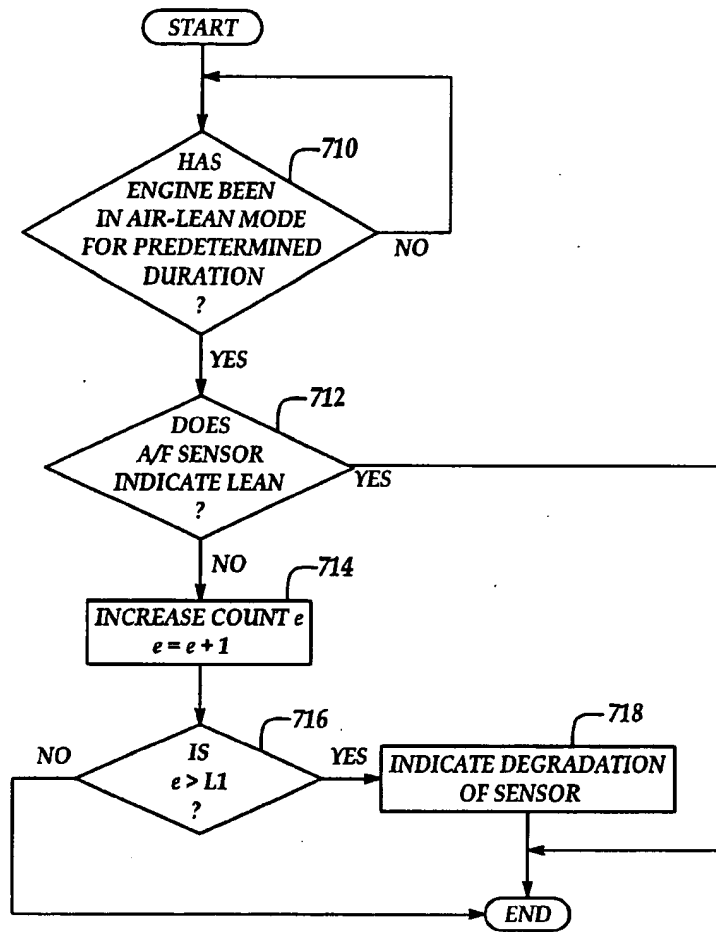 START
710
HAS
ENGINE BEEN
IN AIR-LEAN MODE
FOR PREDETERMINED
DURATION
?
NO
YES
712
DOES
A/F SENSOR
INDICATE LEAN
?
YES
NO
714
INCREASE COUNT e
e = e + 1
716
NO
IS
e > L1
?
YES
718
INDICATE DEGRADATION
OF SENSOR
END